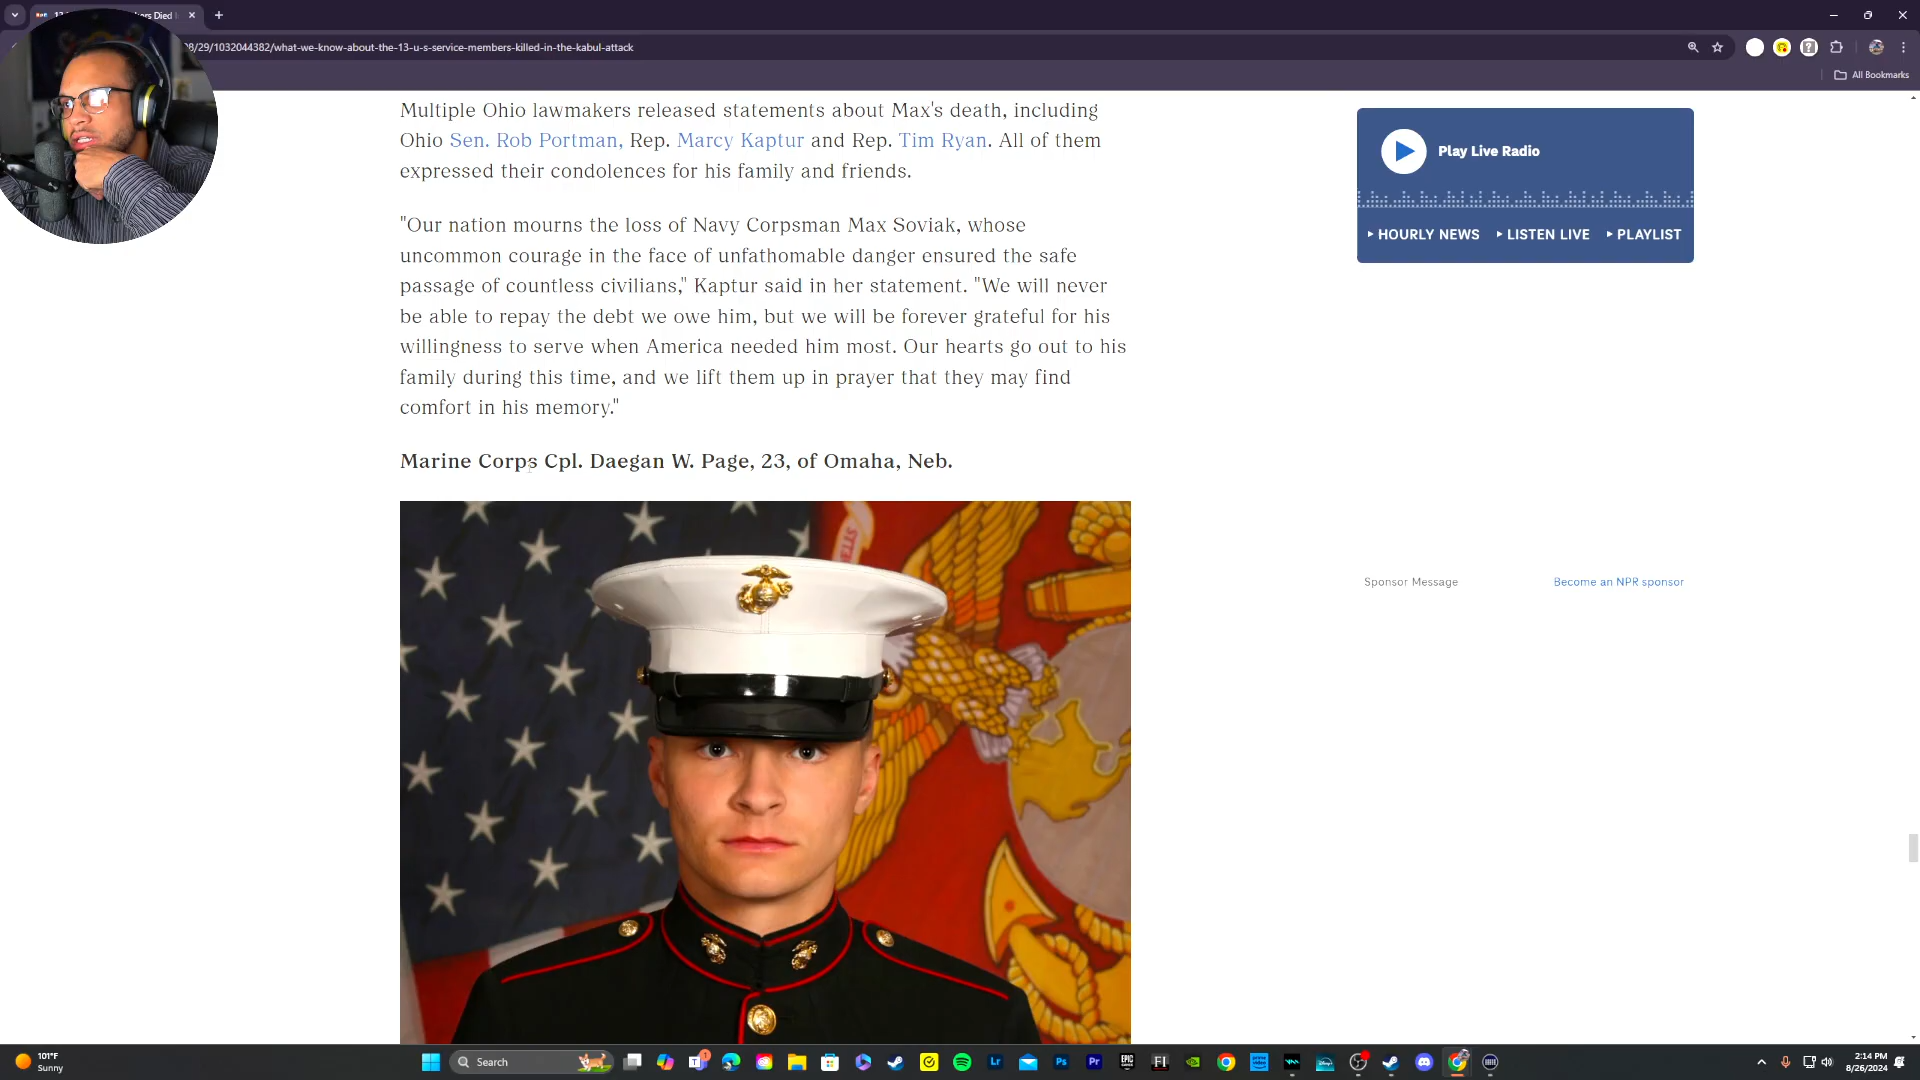 kers Died
08/29/1032044382/what-we-know-about-the-13-u-s-service-members-killed-in-the-kabul-attack
All Bookmarks
Multiple Ohio lawmakers released statements about Max's death, including
Ohio Sen. Rob Portman, Rep. Marcy Kaptur and Rep. Tim Ryan. All of them
expressed their condolences for his family and friends.
"Our nation mourns the loss of Navy Corpsman Max Soviak, whose
uncommon courage in the face of unfathomable danger ensured the safe
passage of countless civilians," Kaptur said in her statement. "We will never
be able to repay the debt we owe him, but we will be forever grateful for his
willingness to serve when America needed him most. Our hearts go out to his
family during this time, and we lift them up in prayer that they may find
comfort in his memory."
Marine Corps Cpl. Daegan W. Page, 23, of Omaha, Neb.
Play Live Radio
HOURLY NEWS
LISTEN LIVE
PLAYLIST
Sponsor Message
Become an NPR sponsor
101°F
Sunny
Search
Lr
Ps
Pr
EPIC
FI
2:14 PM
8/26/2024